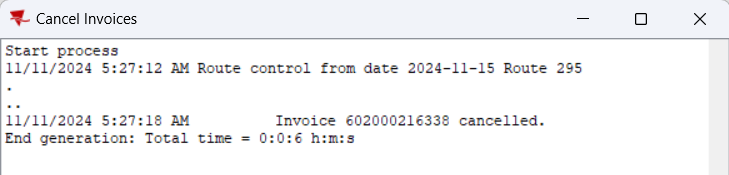 Cancel Invoices
Start process
11/11/2024 5:27:12 AM Route control from date 2024-11-15 Route 295
.
..
11/11/2024 5:27:18 AM          Invoice 602000216338 cancelled.
End generation: Total time = 0:0:6 h:m:s